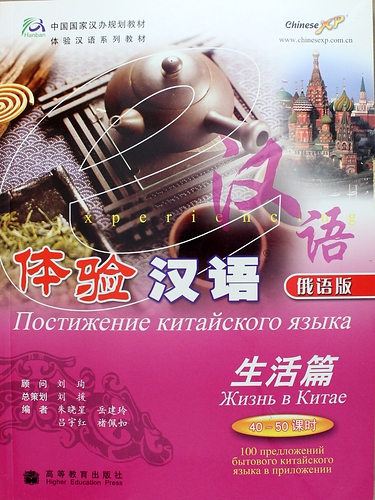 Hanban
中国国家汉办规划教材
体验汉语系列教材
Chinese XP
www.chinesexp.com.cn
experiencing
汉语
体验汉语
俄语版
Постижение китайского языка
生活篇
Жизнь в Китае
40-50课时
顾 问 刘 珣
总策划 刘 援
编 者 朱晓星 岳建玲
吕宇红 褚佩如
100 предложений
бытового китайского
языка в приложении
高等教育出版社
Higher Education Press